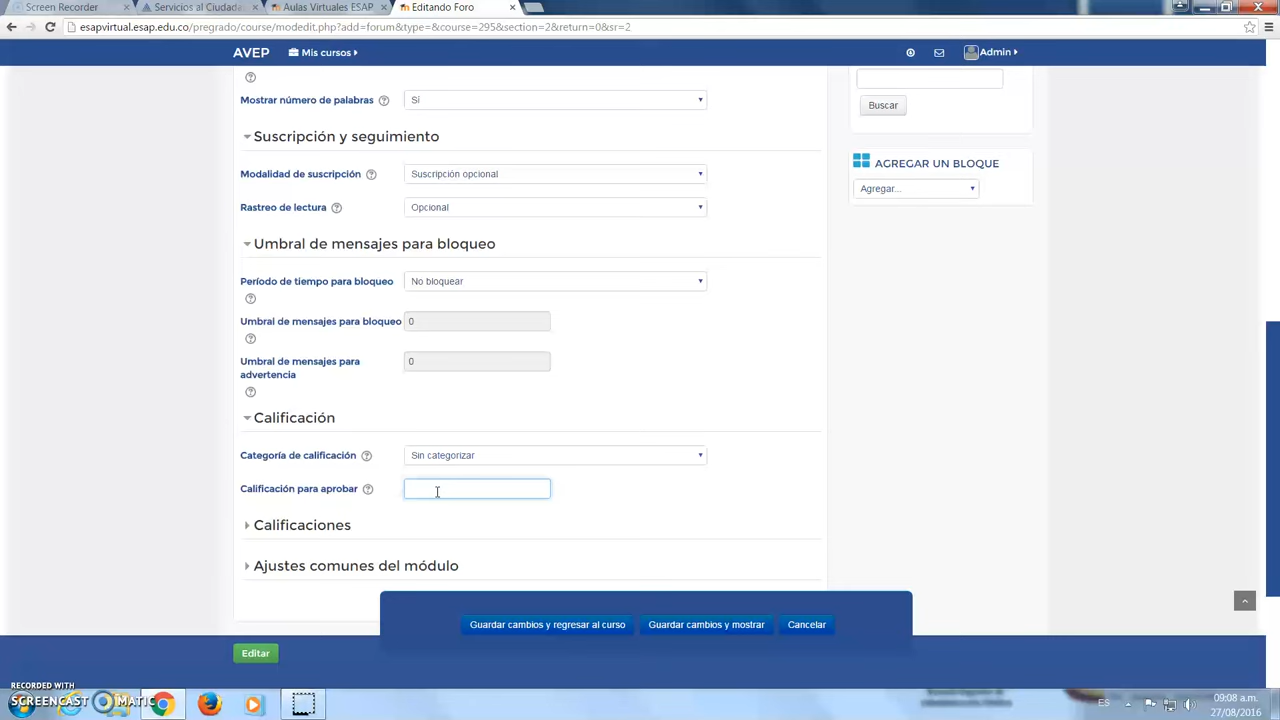 Screen Recorder
Servicios al Ciudada
Aulas Virtuales ESAP
Editando Foro
esapvirtual.esap.edu.co/pregrado/course/modedit.php?add=forum&type=&course=295&section=2&return=0&sr=2
AVEP
Mis cursos
Admin
Mostrar número de palabras
Sí
Buscar
Suscripción y seguimiento
AGREGAR UN BLOQUE
Modalidad de suscripción
Suscripción opcional
Agregar...
Rastreo de lectura
Opcional
Umbral de mensajes para bloqueo
Período de tiempo para bloqueo
No bloquear
Umbral de mensajes para bloqueo
0
Umbral de mensajes para
advertencia
0
Calificación
Categoría de calificación
Sin categorizar
Calificación para aprobar
Calificaciones
Ajustes comunes del módulo
Guardar cambios y regresar al curso
Guardar cambios y mostrar
Cancelar
Editar
RECORDED WITH
SCREENCAST MATIC
ES
09:08 a.m.
27/08/2016